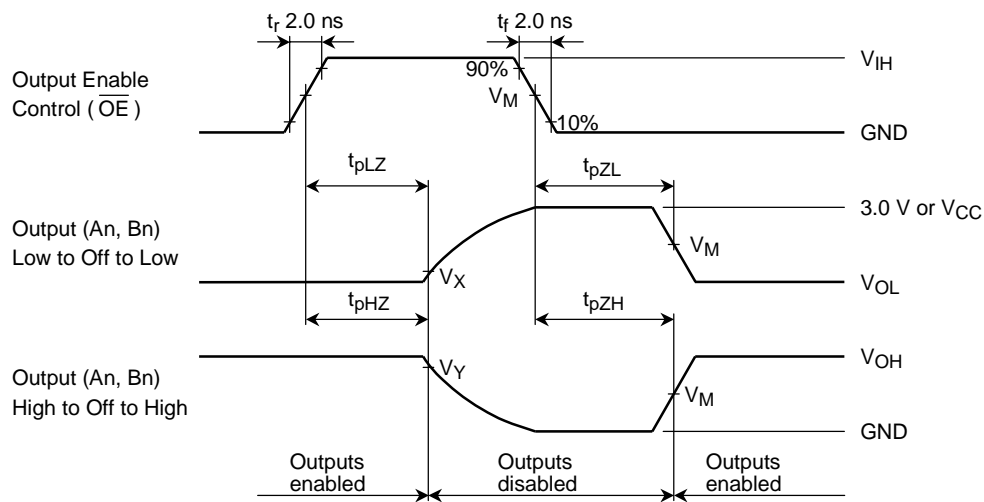 tr 2.0 ns
tf 2.0 ns
VIH
90%
Output Enable
Control ( OE )
VM
10%
GND
tpLZ
tpZL
3.0 V or VCC
Output (An, Bn)
Low to Off to Low
VM
VX
VOL
tpHZ
tpZH
VOH
Output (An, Bn)
High to Off to High
VY
VM
GND
Outputs
enabled
Outputs
disabled
Outputs
enabled